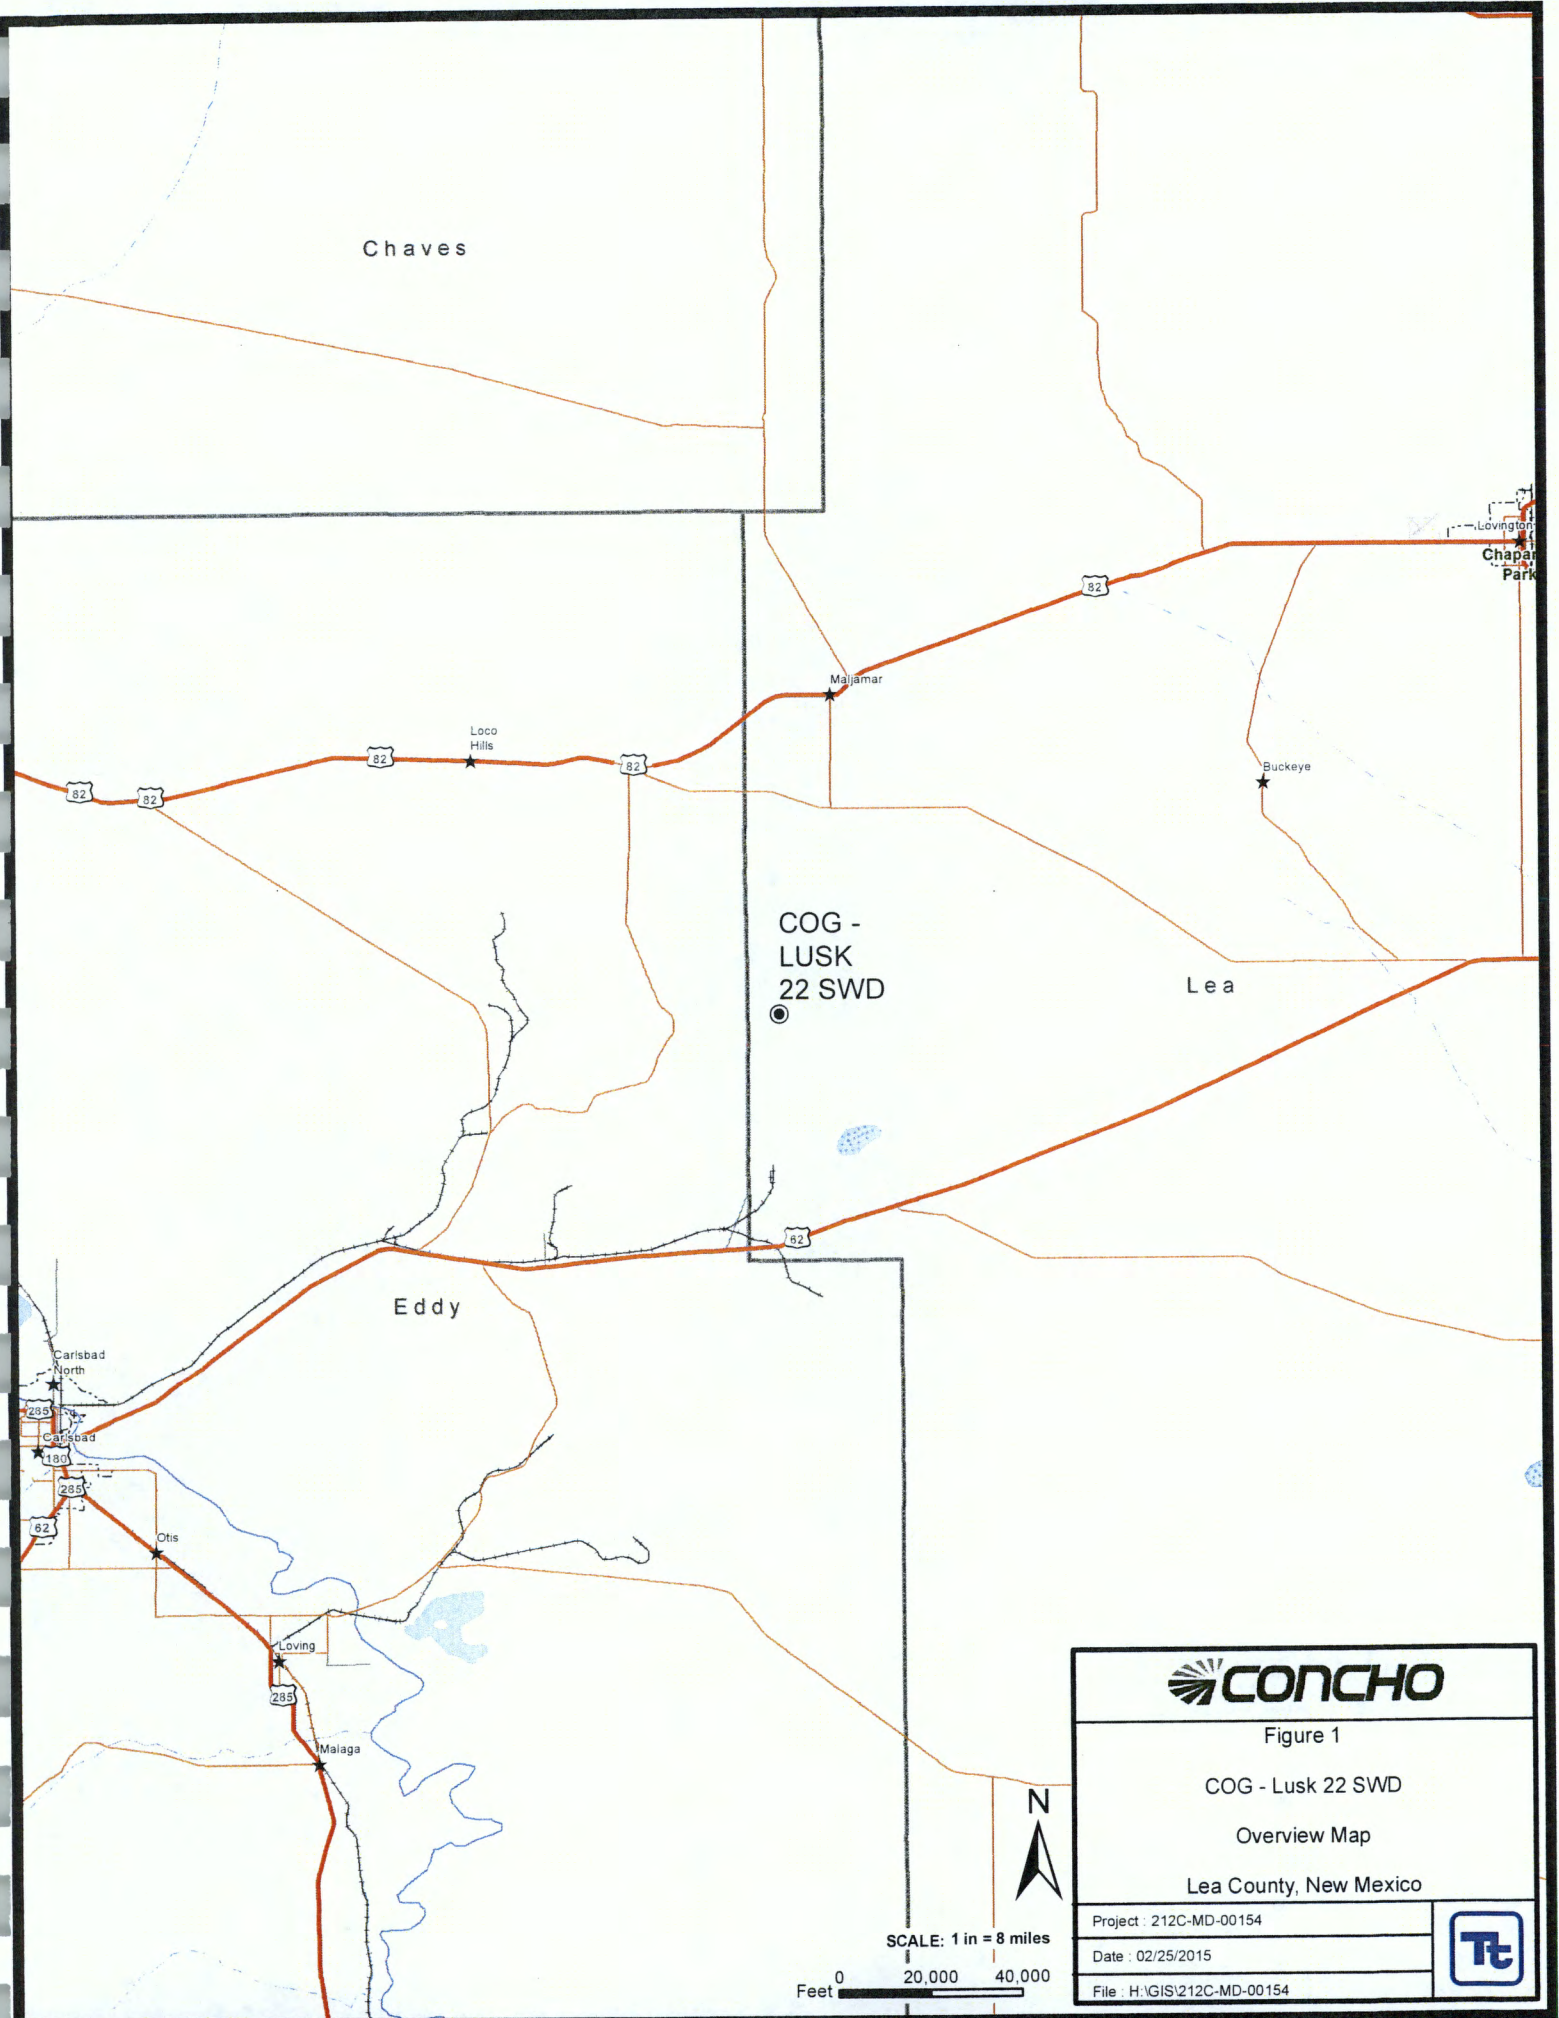 Chaves
Lovington
Chapar
Park
82
Maljamar
Loco
Hills
82
82
82
82
Buckeye
COG -
LUSK
22 SWD
Lea
62
Eddy
Carlsbad
North
285
Carlsbad
180
285
62
Otis
Loving
285
Malaga
CONCHO
Figure 1
COG - Lusk 22 SWD
Overview Map
Lea County, New Mexico
Project : 212C-MD-00154
Date : 02/25/2015
File : H:\GIS\212C-MD-00154
Tt
N
SCALE: 1 in = 8 miles
0 20,000 40,000
Feet